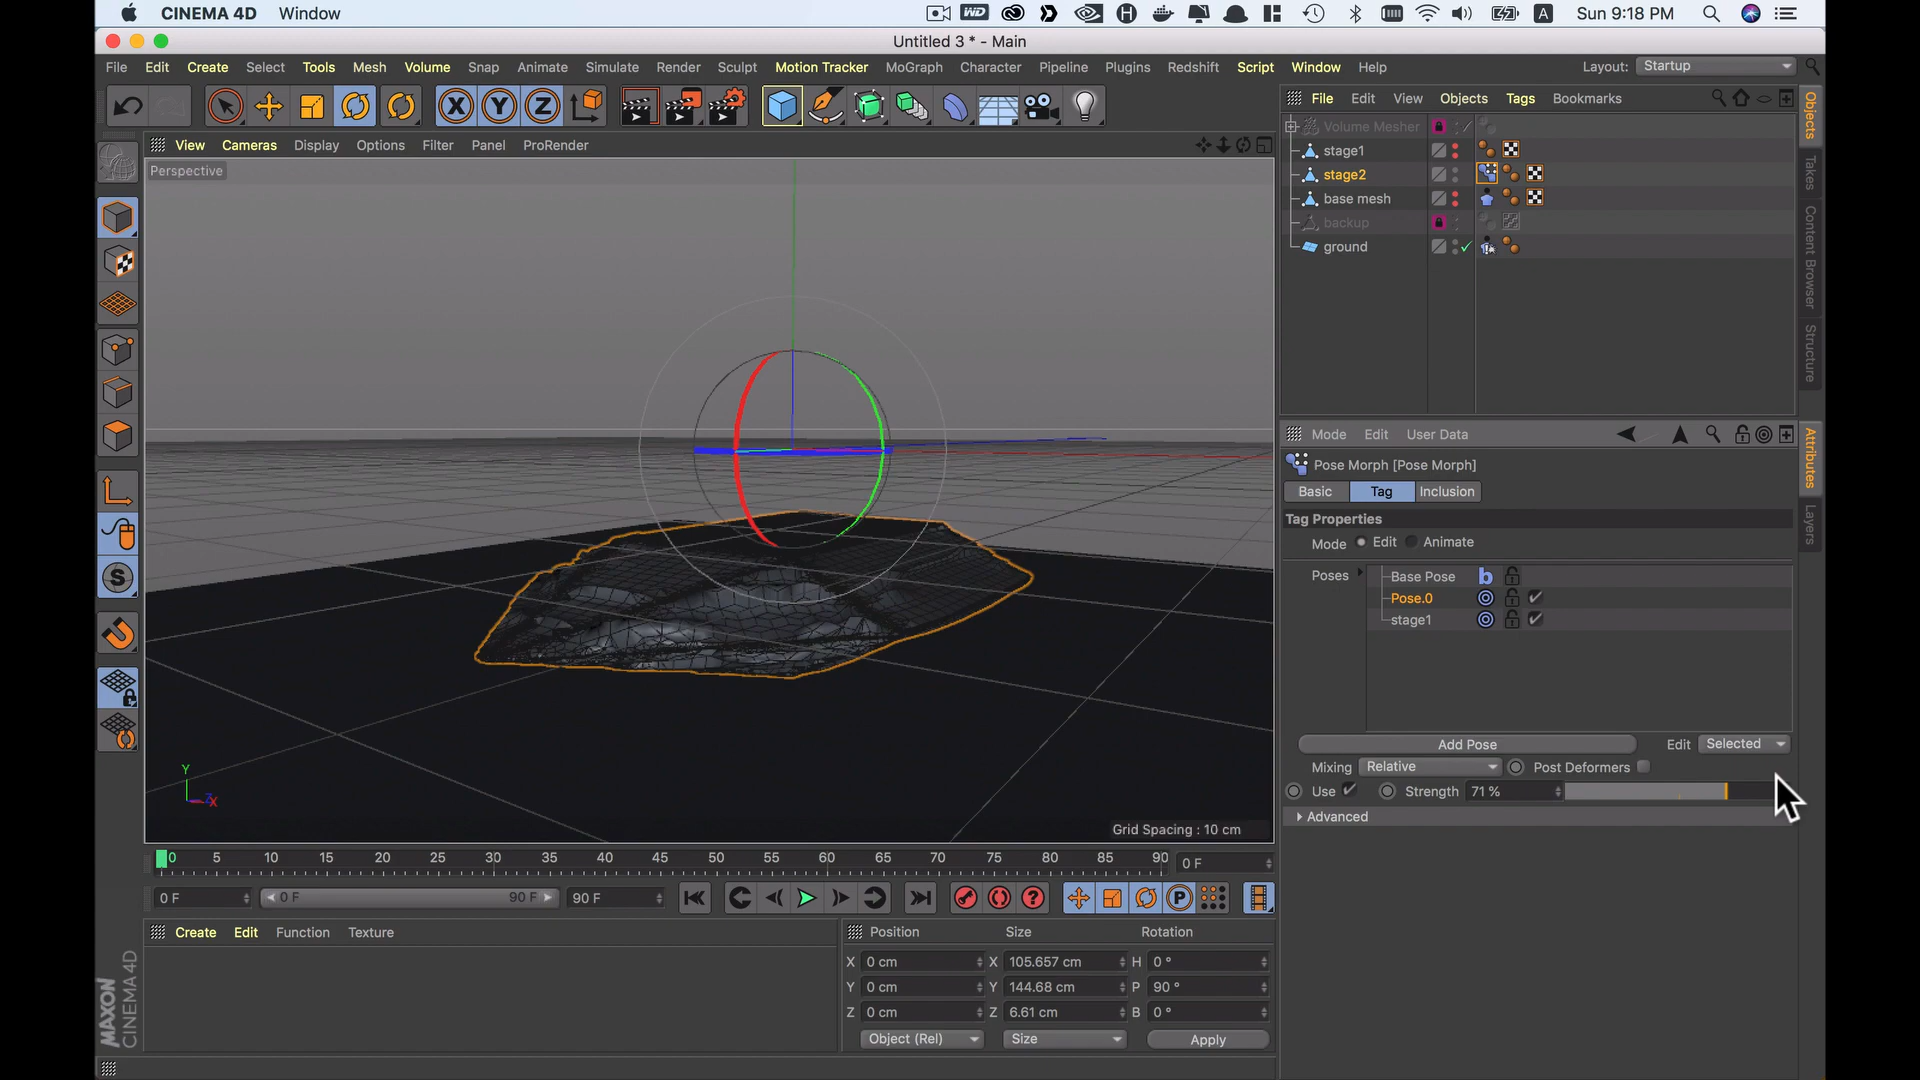 CINEMA 4D Window
Sun 9:18 PM
Untitled 3 * - Main
File Edit Create Select Tools Mesh Volume Snap Animate Simulate Render Sculpt Motion Tracker MoGraph Character Pipeline Plugins Redshift Script Window Help Layout: Startup
X Y Z
File Edit View Objects Tags Bookmarks
View Cameras Display Options Filter Panel ProRender
Perspective
Volume Mesher
stage1
stage2
base mesh
backup
ground
Objects
Takes
Content Browser
Structure
Mode Edit User Data
Pose Morph [Pose Morph]
Basic Tag Inclusion
Tag Properties
Mode Edit Animate
Poses Base Pose
Pose.0
stage1
Add Pose Edit Selected
Mixing Relative Post Deformers
Use Strength 71 %
Advanced
Attributes
Layers
Y
Z X
Grid Spacing : 10 cm
0 5 10 15 20 25 30 35 40 45 50 55 60 65 70 75 80 85 90 0 F
0 F 0 F 90 F 90 F
Create Edit Function Texture
Position Size Rotation
X 0 cm X 105.657 cm H 0 °
Y 0 cm Y 144.68 cm P 90 °
Z 0 cm Z 6.61 cm B 0 °
Object (Rel) Size Apply
MAXON
CINEMA 4D